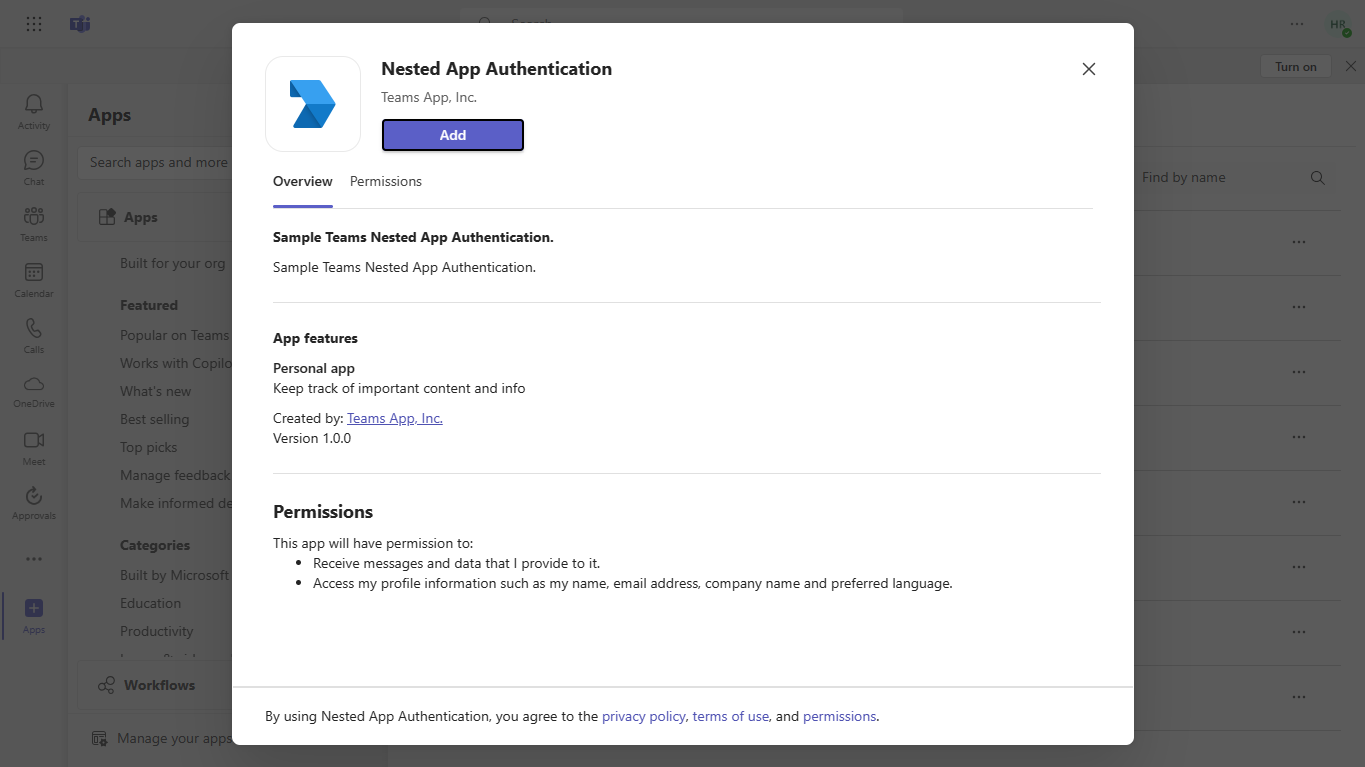 Search
HR
Turn on
Activity
Chat
Teams
Calendar
Calls
OneDrive
Meet
Approvals
Apps
Apps
Search apps and more
Apps
Built for your org
Featured
Popular on Teams
Works with Copilo
What's new
Best selling
Top picks
Manage feedback
Make informed de
Categories
Built by Microsoft
Education
Productivity
Workflows
Manage your apps
Nested App Authentication
Teams App, Inc.
Add
Overview Permissions
Sample Teams Nested App Authentication.
Sample Teams Nested App Authentication.
App features
Personal app
Keep track of important content and info
Created by: Teams App, Inc.
Version 1.0.0
Permissions
This app will have permission to:
• Receive messages and data that I provide to it.
• Access my profile information such as my name, email address, company name and preferred language.
By using Nested App Authentication, you agree to the privacy policy, terms of use, and permissions.
Find by name